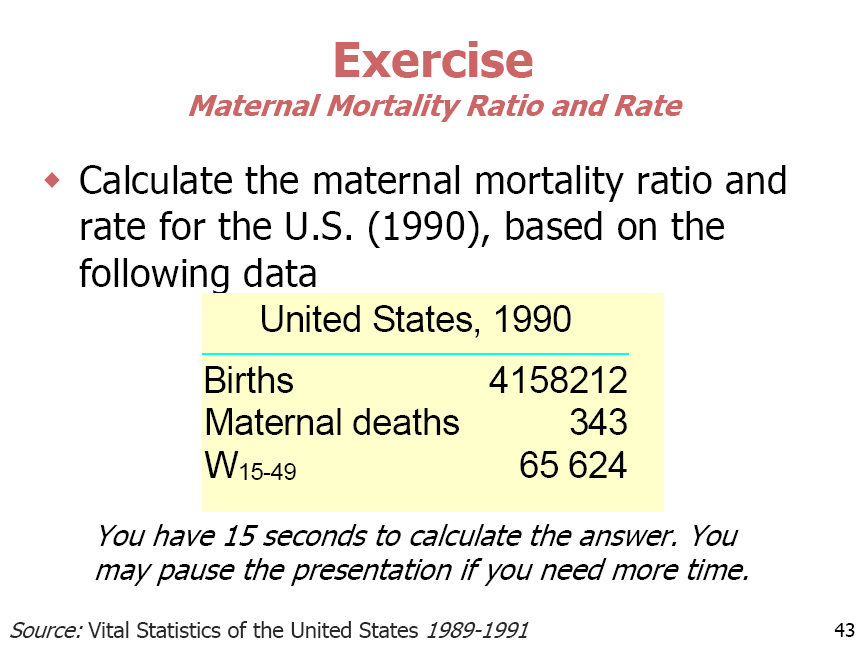 Exercise
Maternal Mortality Ratio and Rate
◆ Calculate the maternal mortality ratio and
rate for the U.S. (1990), based on the
following data
United States, 1990
Births 4158212
Maternal deaths 343
W15-49 65 624
You have 15 seconds to calculate the answer. You
may pause the presentation if you need more time.
Source: Vital Statistics of the United States 1989-1991
43